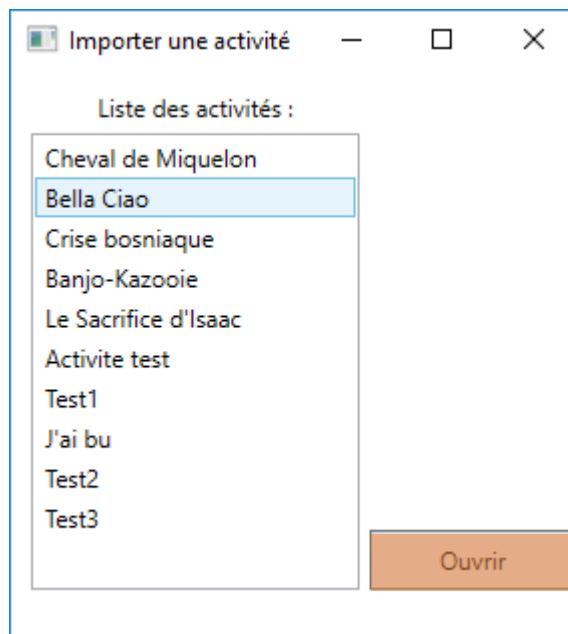 Importer une activité
Liste des activités :
Cheval de Miquelon
Bella Ciao
Crise bosniaque
Banjo-Kazooie
Le Sacrifice d'Isaac
Activite test
Test1
J'ai bu
Test2
Test3
Ouvrir